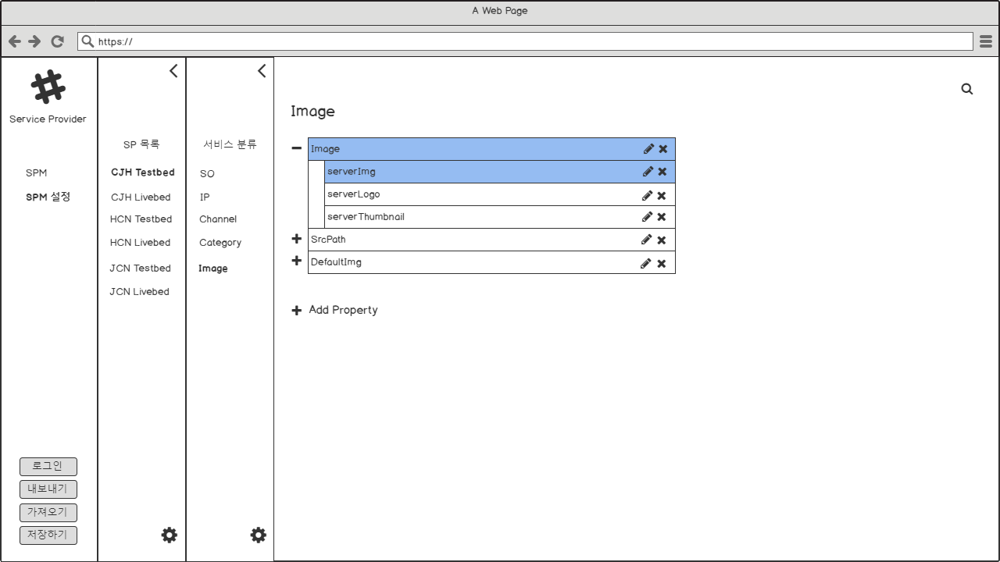 A Web Page
https://
Service Provider
SPM
SPM 설정
로그인
내보내기
가져오기
저장하기
SP 목록
CJH Testbed
CJH Livebed
HCN Testbed
HCN Livebed
JCN Testbed
JCN Livebed
서비스 분류
SO
IP
Channel
Category
Image
Image
Image
serverImg
serverLogo
serverThumbnail
SrcPath
DefaultImg
Add Property